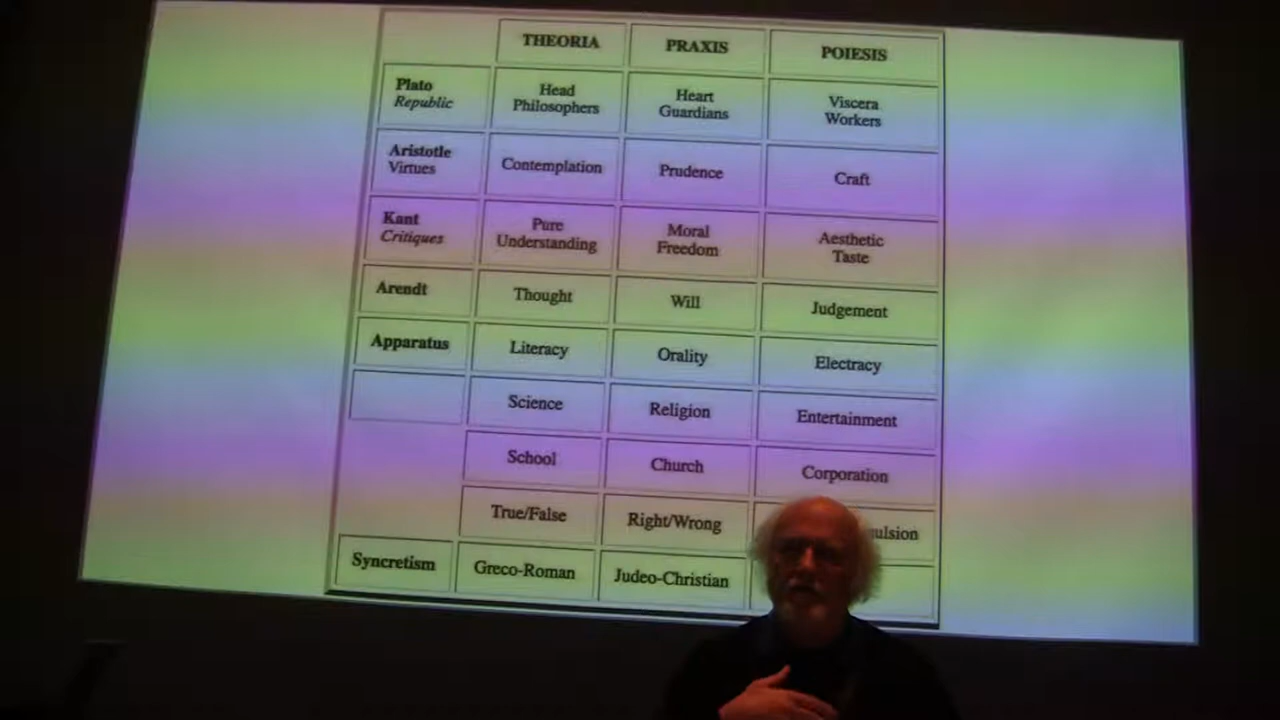 THEORIA PRAXIS POIESIS
Plato Head Heart Viscera
Republic Philosophers Guardians Workers
Aristotle Contemplation Prudence Craft
Virtues
Kant Pure Moral Aesthetic
Critiques Understanding Freedom Taste
Arendt Thought Will Judgement
Apparatus Literacy Orality Electracy
Science Religion Entertainment
School Church Corporation
True/False Right/Wrong
Syncretism Greco-Roman Judeo-Christian